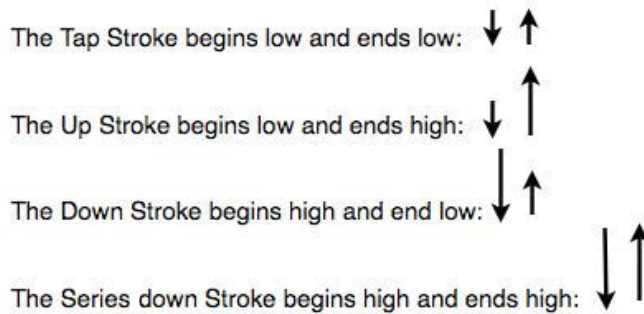 The Tap Stroke begins low and ends low:
The Up Stroke begins low and ends high:
The Down Stroke begins high and end low:
The Series down Stroke begins high and ends high: